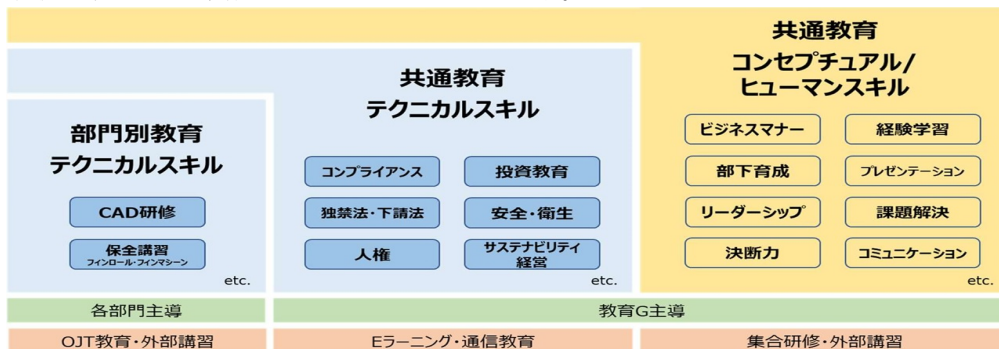 部門別教育
テクニカルスキル
CAD研修
保全講習
フィンロール・フィンマシーン
etc.
共通教育
テクニカルスキル
コンプライアンス
投資教育
独禁法・下請法
安全・衛生
人権
サステナビリティ
経営
etc.
共通教育
コンセプチュアル/
ヒューマンスキル
ビジネスマナー
経験学習
部下育成
プレゼンテーション
リーダーシップ
課題解決
決断力
コミュニケーション
etc.
各部門主導
教育G主導
OJT教育・外部講習
Eラーニング・通信教育
集合研修・外部講習